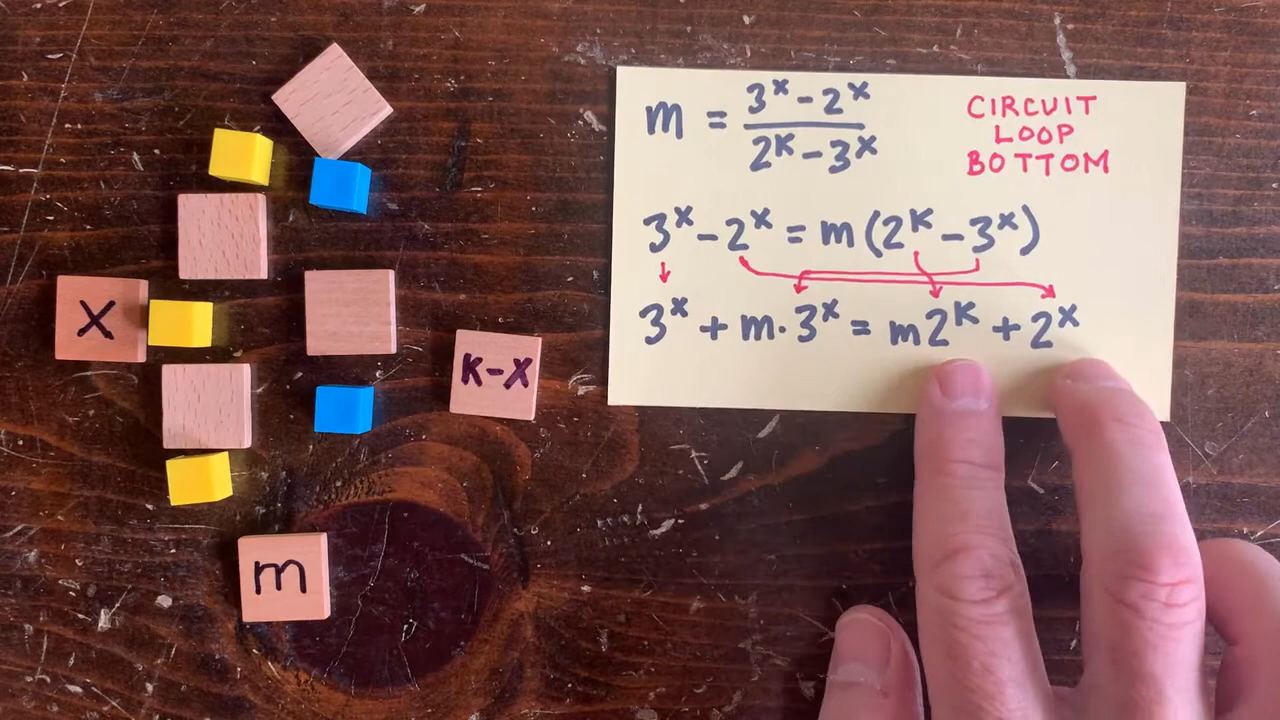 X
K-X
m
m = (3^x - 2^x) / (2^K - 3^x)
CIRCUIT
LOOP
BOTTOM
3^x - 2^x = m(2^K - 3^x)
3^x + m·3^x = m2^K + 2^x